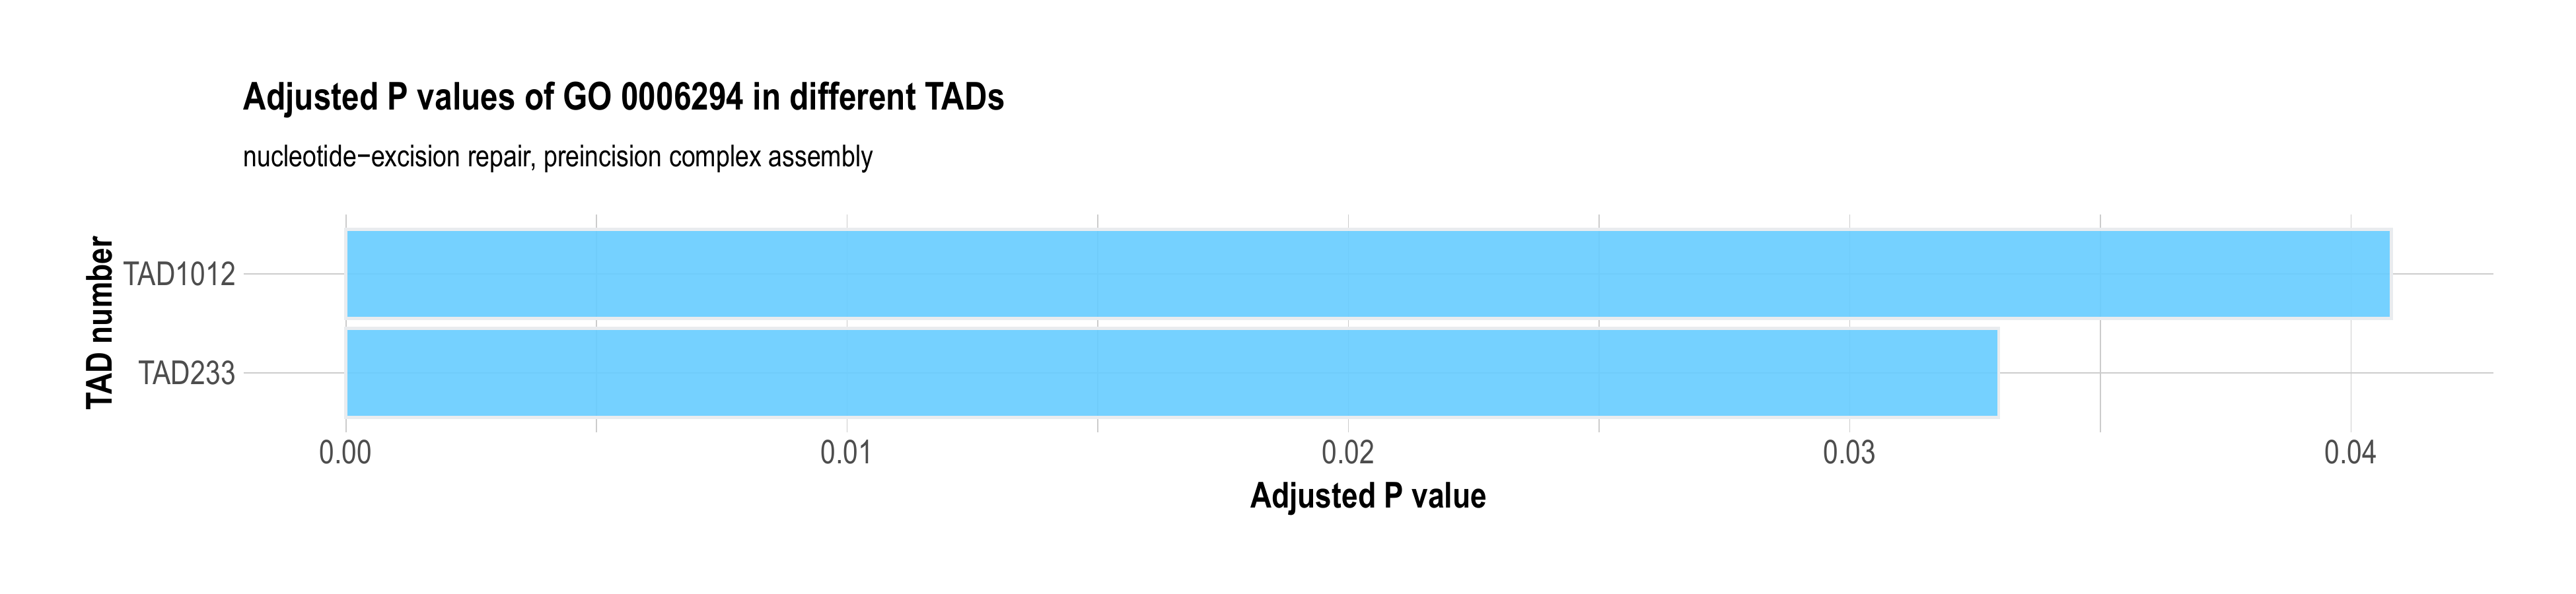 Adjusted P values of GO 0006294 in different TADs
nucleotide−excision repair, preincision complex assembly
TAD number
TAD1012
TAD233
0.00 0.01 0.02 0.03 0.04
Adjusted P value